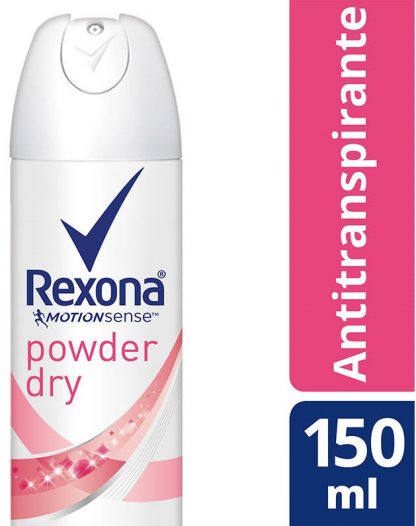 Rexona®
MOTIONsense™
powder
dry
Antitranspirante
150
ml